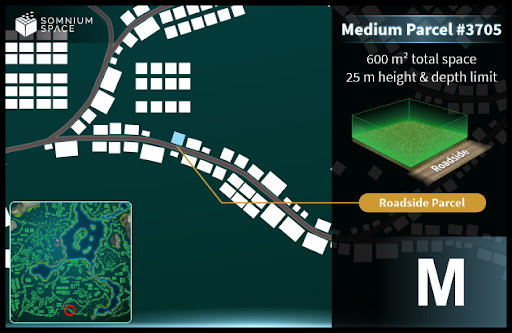 SOMNIUM
SPACE
Medium Parcel #3705
600 m² total space
25 m height & depth limit
Roadside
Roadside Parcel
M